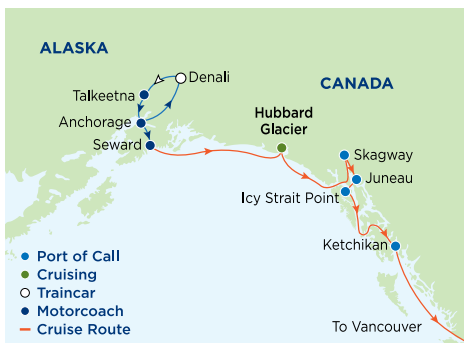 ALASKA
Denali
CANADA
Talkeetna
Hubbard
Glacier
Anchorage
Seward
Skagway
Juneau
Icy Strait Point
Ketchikan
Port of Call
Cruising
Traincar
Motorcoach
Cruise Route
To Vancouver